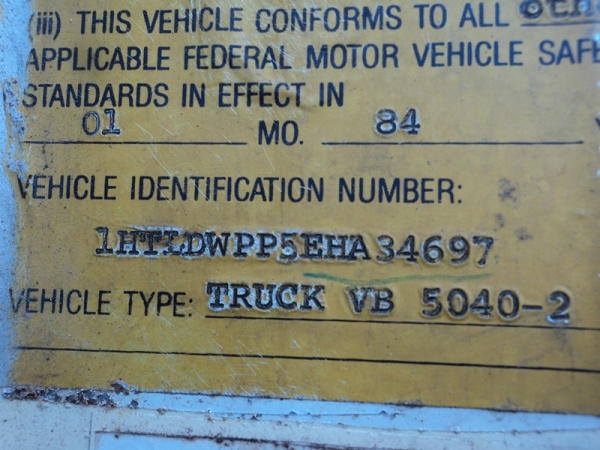 (iii) THIS VEHICLE CONFORMS TO ALL
APPLICABLE FEDERAL MOTOR VEHICLE SAFE
STANDARDS IN EFFECT IN
01 MO. 84
VEHICLE IDENTIFICATION NUMBER:
1HTLDWPP5EHA34697
VEHICLE TYPE: TRUCK VB 5040-2